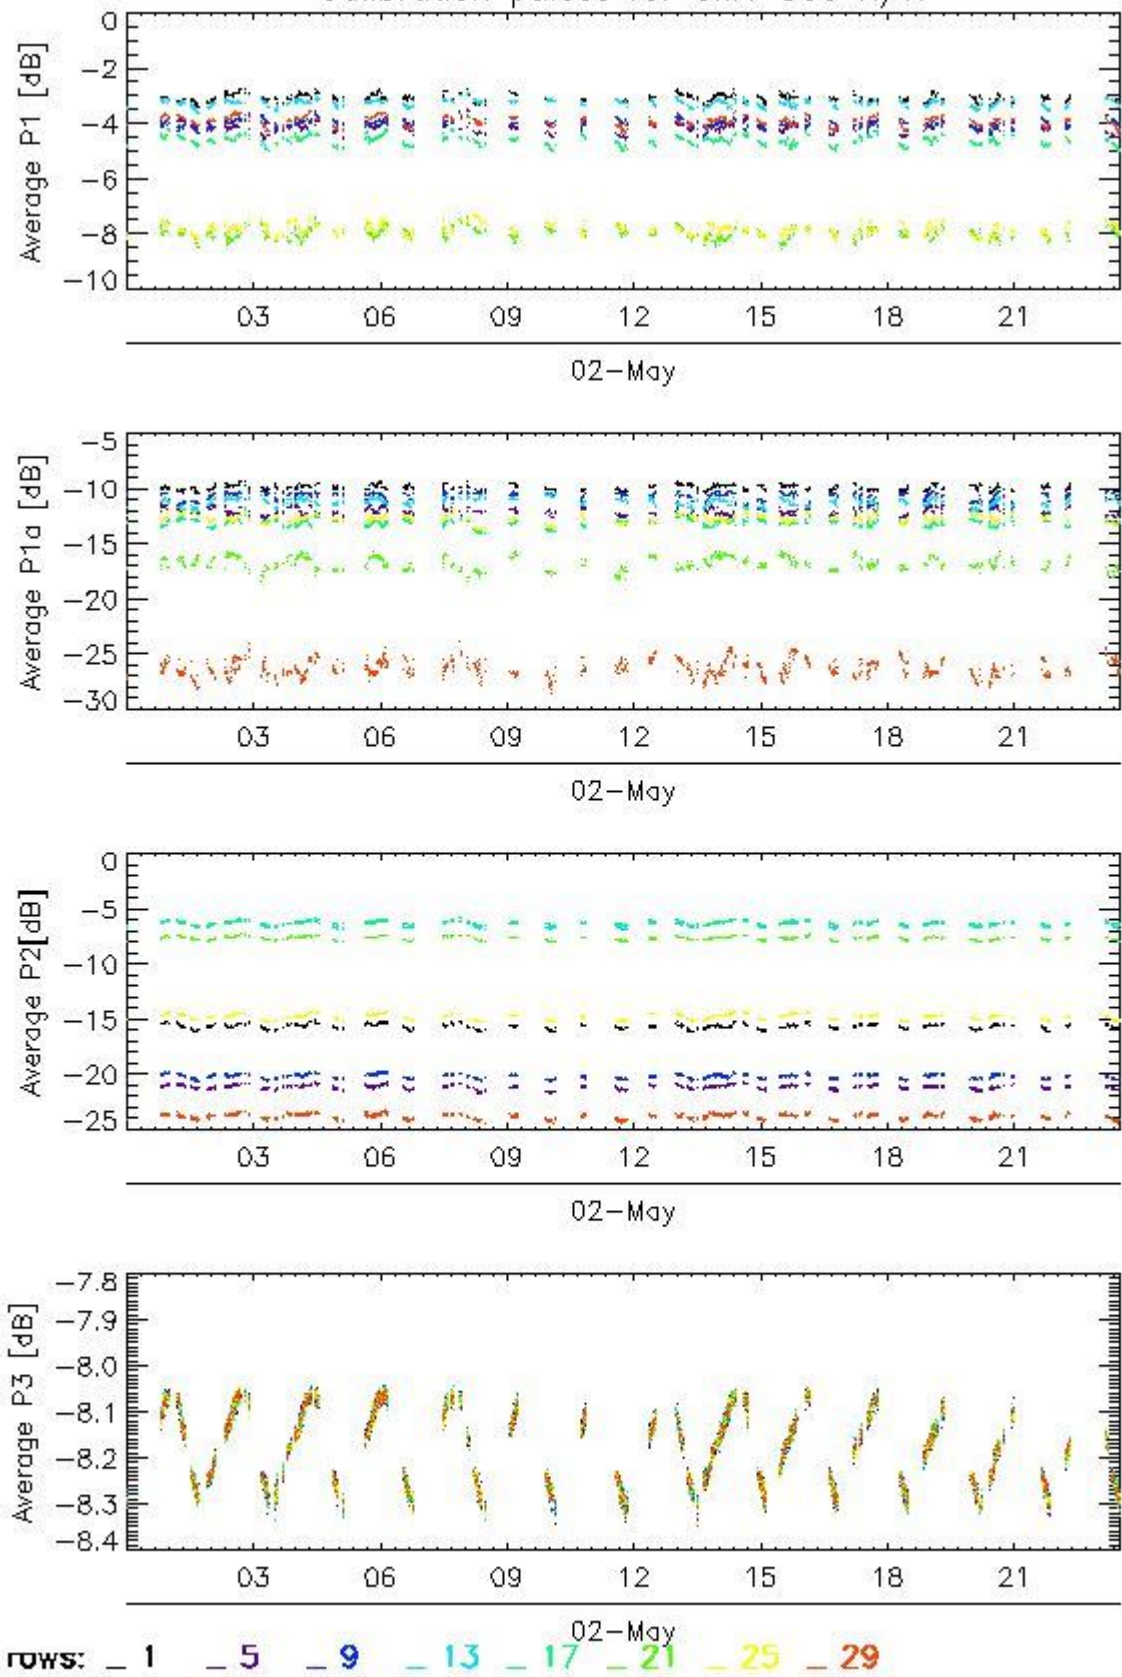 0
−2
−4
−6
−8
−10
Average P1 [dB]
03 06 09 12 15 18 21
02−May
−5
−10
−15
−20
−25
−30
Average P1a [dB]
03 06 09 12 15 18 21
02−May
0
−5
−10
−15
−20
−25
Average P2[dB]
03 06 09 12 15 18 21
02−May
−7.8
−7.9
−8.0
−8.1
−8.2
−8.3
−8.4
Average P3 [dB]
03 06 09 12 15 18 21
02−May
rows: _ 1 _ 5 _ 9 _ 13 _ 17 _ 21 _ 25 _ 29